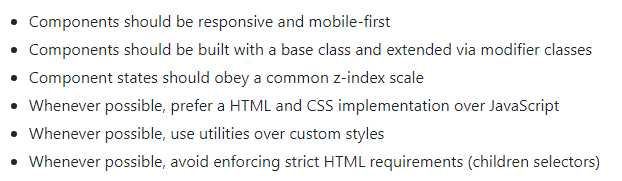 Components should be responsive and mobile-first
Components should be built with a base class and extended via modifier classes
Component states should obey a common z-index scale
Whenever possible, prefer a HTML and CSS implementation over JavaScript
Whenever possible, use utilities over custom styles
Whenever possible, avoid enforcing strict HTML requirements (children selectors)